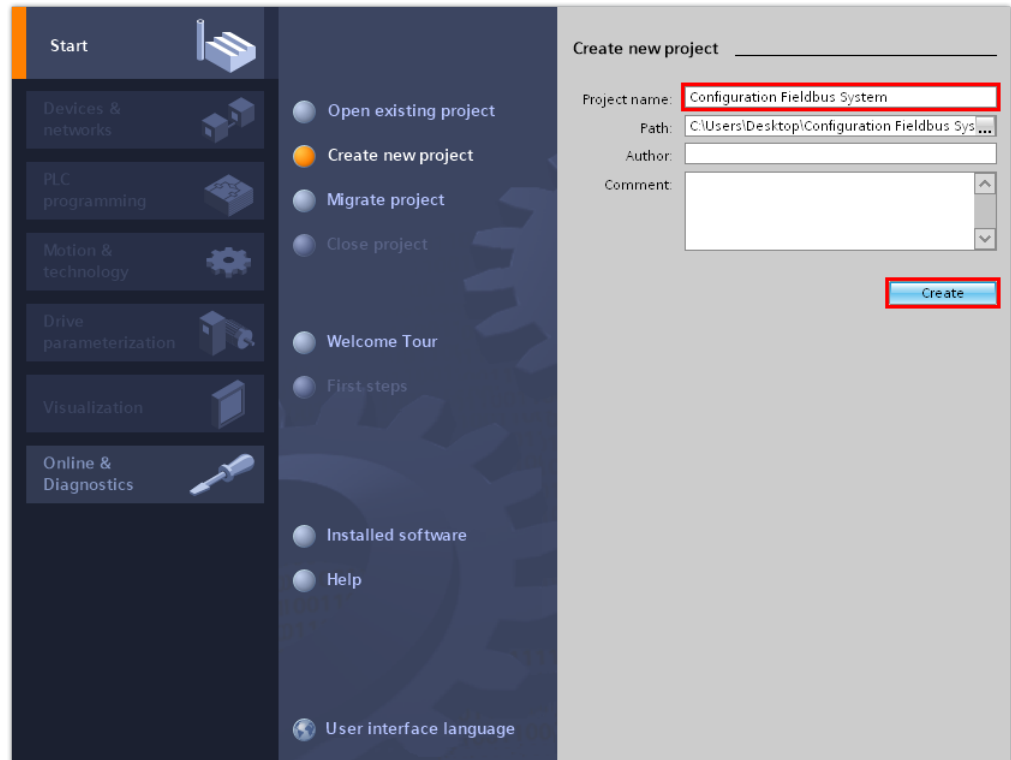 Start
Devices &
networks
PLC
programming
Motion &
technology
Drive
parameterization
Visualization
Online &
Diagnostics
Open existing project
Create new project
Migrate project
Close project
Welcome Tour
First steps
Installed software
Help
User interface language
Create new project
Project name: Configuration Fieldbus System
Path: C:\Users\Desktop\Configuration Fieldbus Sys ...
Author:
Comment:
Create